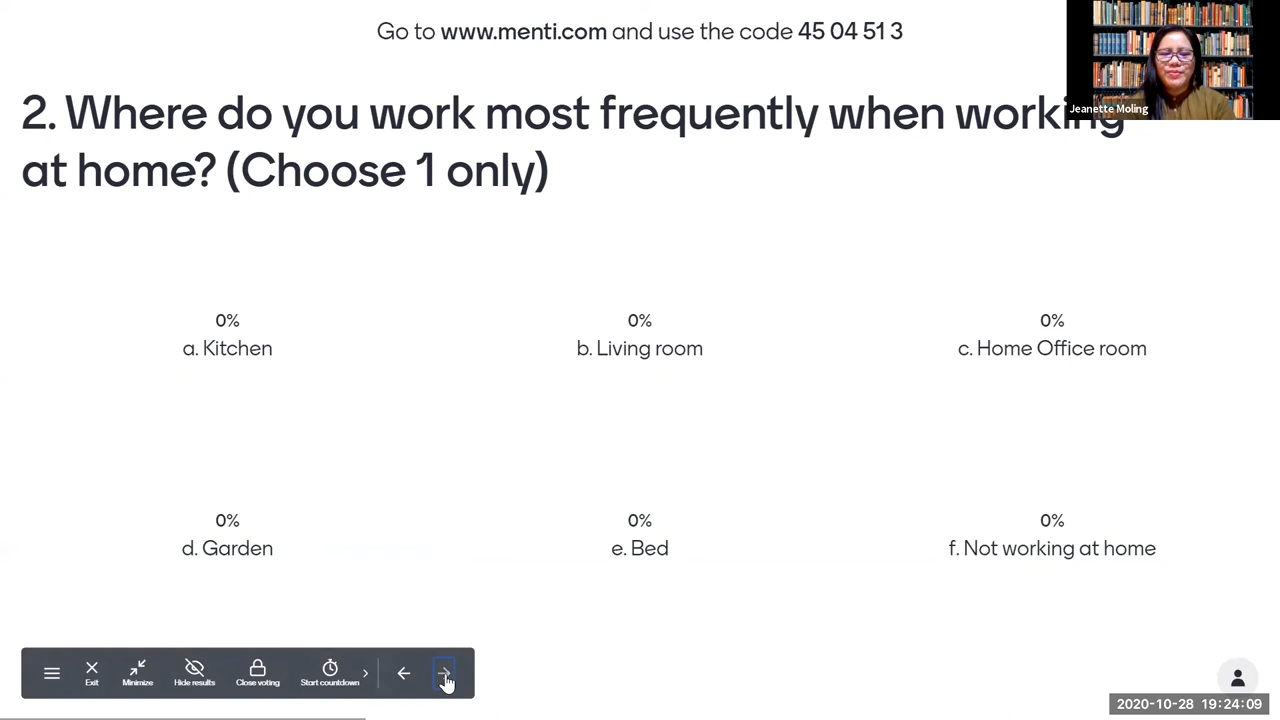 Go to www.menti.com and use the code 45 04 51 3
Jeanette Moling
2. Where do you work most frequently when working
at home? (Choose 1 only)
0%
a. Kitchen
0%
b. Living room
0%
c. Home Office room
0%
d. Garden
0%
e. Bed
0%
f. Not working at home
Exit
Minimize
Hide results
Close voting
Start countdown
2020-10-28 19:24:09